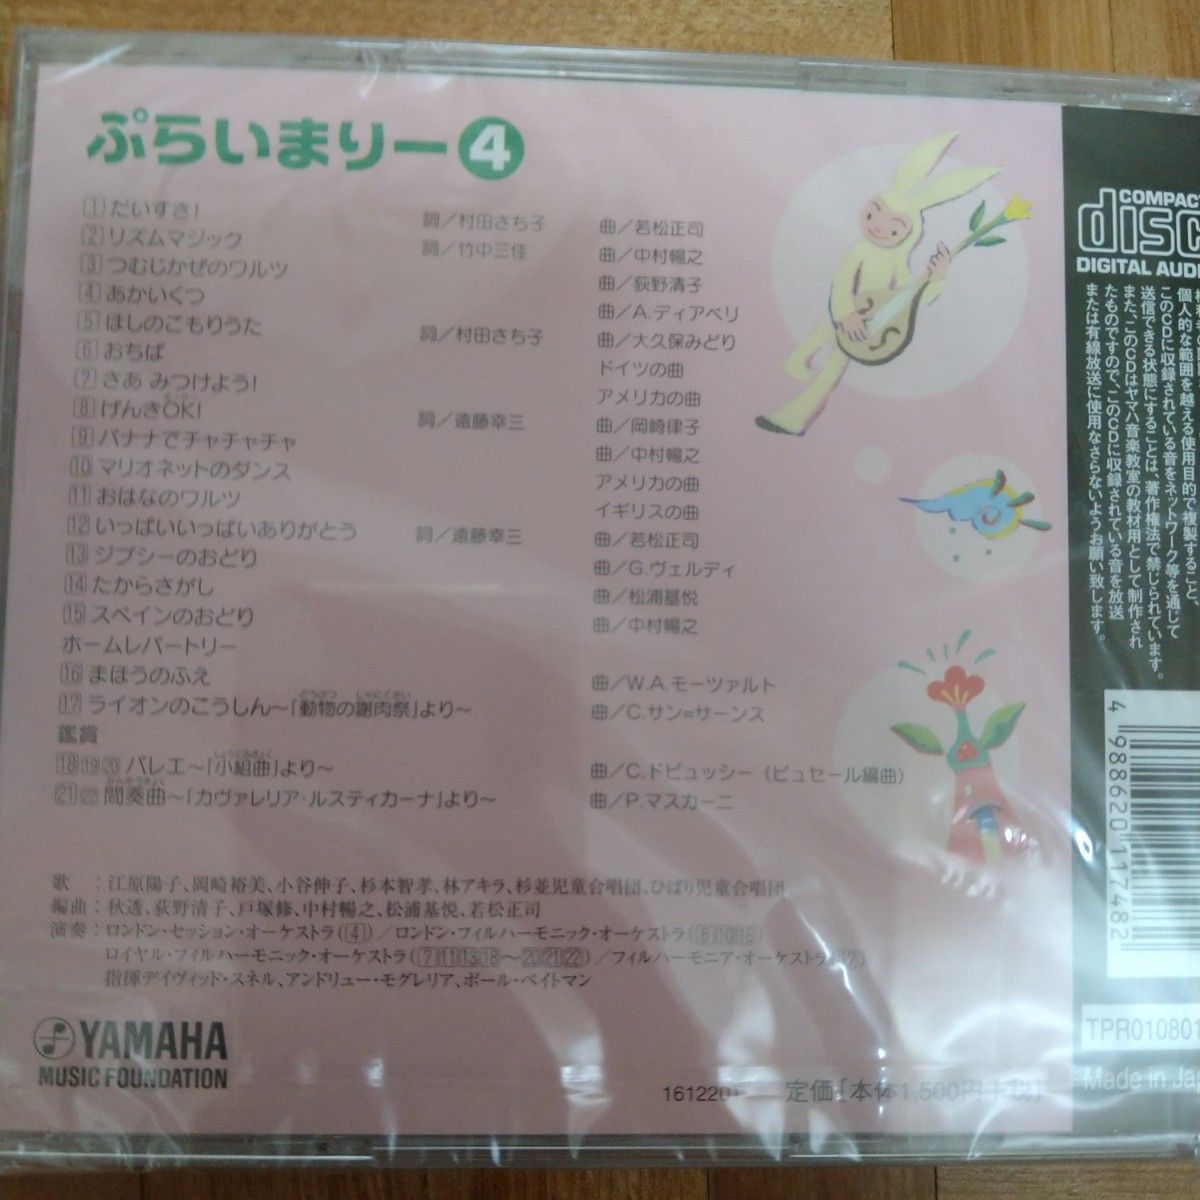 ぷらいまりー4
1 だいすき! 詞/村田さち子 曲/若松正司
2 リズムマジック 詞/竹中三佳 曲/中村暢之
3 つむじかぜのワルツ 曲/荻野清子
4 あかいくつ 曲/A.ディアベリ
5 ほしのこもりうた 詞/村田さち子 曲/大久保みどり
6 おちば ドイツの曲
7 さあ みつけよう! アメリカの曲
8 げんきOK! 詞/遠藤幸三 曲/岡崎律子
9 バナナでチャチャチャ 曲/中村暢之
10 マリオネットのダンス アメリカの曲
11 おはなのワルツ イギリスの曲
12 いっぱいいっぱいありがとう 詞/遠藤幸三 曲/若松正司
13 ジプシーのおどり 曲/G.ヴェルディ
14 たからさがし 曲/松浦基悦
15 スペインのおどり 曲/中村暢之
ホームレパートリー
16 まほうのふえ 曲/W.A.モーツァルト
17 ライオンのこうしん〜「動物の謝肉祭」より〜 曲/C.サン=サーンス
鑑賞
18 19 20 バレエ〜「小組曲」より〜 曲/C.ドビュッシー(ビュセール編曲)
21 22 間奏曲〜「カヴァレリア・ルスティカーナ」より〜 曲/P.マスカーニ
歌 :江原陽子、岡崎裕美、小谷伸子、杉本智孝、林アキラ、杉並児童合唱団、ひばり児童合唱団
編曲:秋透、荻野清子、戸塚修、中村暢之、松浦基悦、若松正司
演奏:ロンドン・セッション・オーケストラ(4)/ロンドン・フィルハーモニック・オーケストラ(6 10 16)
ロイヤル・フィルハーモニック・オーケストラ(7 11 13 18〜20 21 22)/フィルハーモニア・オーケストラ(17)
指揮デイヴィッド・スネル、アンドリュー・モグレリア、ポール・ベイトマン
YAMAHA
MUSIC FOUNDATION
161220 定価[本体1,500円+税]
COMPACT
disc
DIGITAL AUDI
個人的な範囲を越える使用目的で複製すること、
このCDに収録されている音をネットワーク等を通じて
送信できる状態にすることは、著作権法で禁じられています。
また、このCDはヤマハ音楽教室の教材用として制作され
たものですので、このCDに収録されている音を放送
または有線放送に使用なさらないようお願い致します。
4 988620 117482
TPR010801
Made in Jap